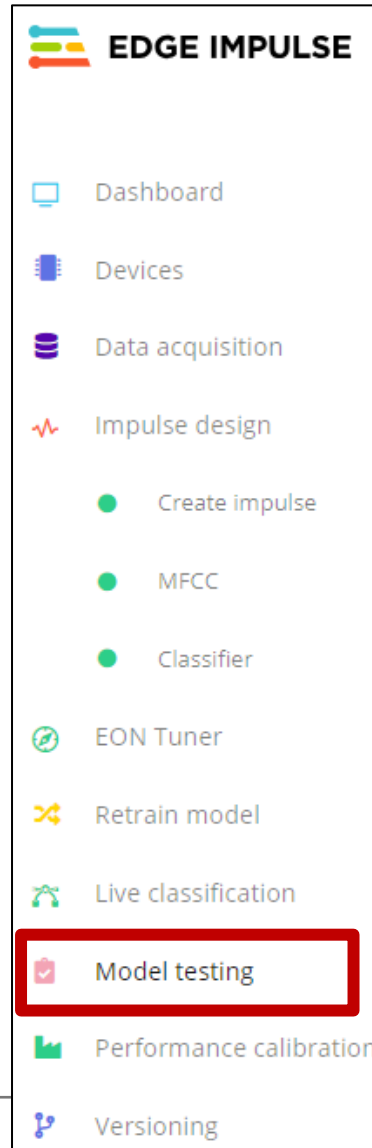 EDGE IMPULSE
Dashboard
Devices
Data acquisition
Impulse design
Create impulse
MFCC
Classifier
EON Tuner
Retrain model
Live classification
Model testing
Performance calibration
Versioning